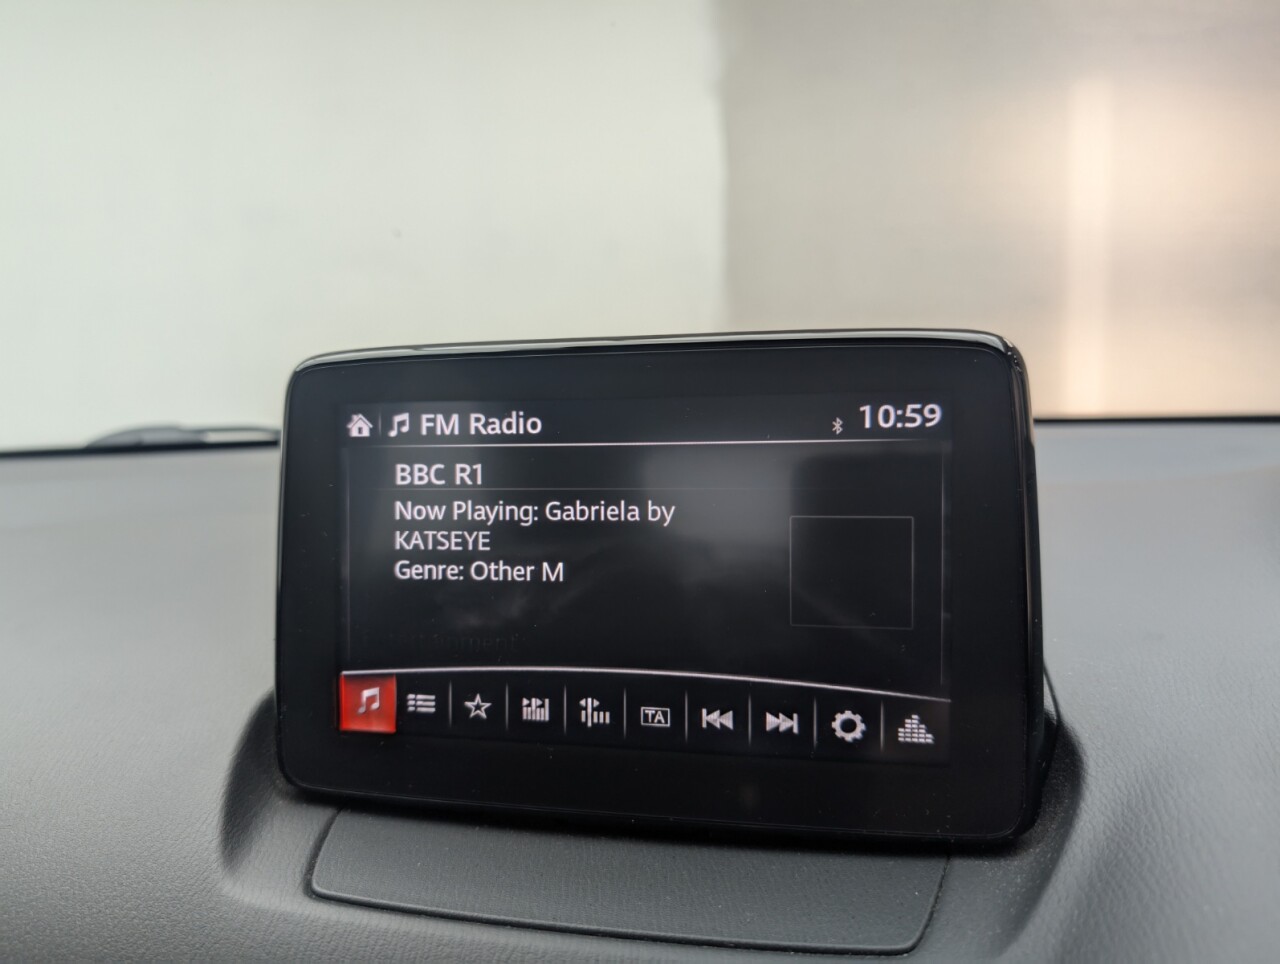 FM Radio
10:59
BBC R1
Now Playing: Gabriela by
KATSEYE
Genre: Other M
TA